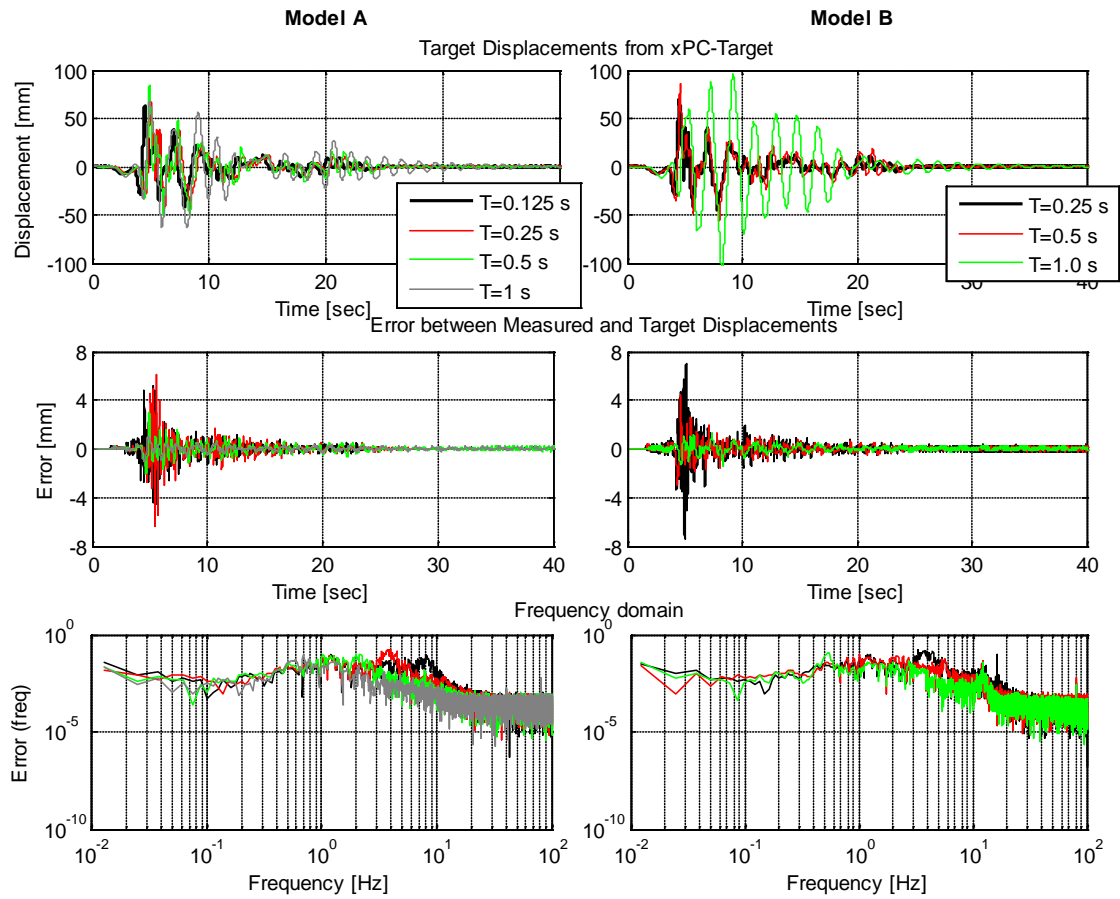 Model A
Model B
Target Displacements from xPC-Target
Displacement [mm]
100
50
0
-50
-100
0
10
20
30
40
Time [sec]
T=0.125 s
T=0.25 s
T=0.5 s
T=1 s
100
50
0
-50
-100
0
10
20
30
40
Time [sec]
T=0.25 s
T=0.5 s
T=1.0 s
Error between Measured and Target Displacements
Error [mm]
8
4
0
-4
-8
0
10
20
30
40
Time [sec]
8
4
0
-4
-8
0
10
20
30
40
Time [sec]
Frequency domain
Error (freq)
10^0
10^-5
10^-10
10^-2
10^-1
10^0
10^1
10^2
Frequency [Hz]
10^0
10^-5
10^-10
10^-2
10^-1
10^0
10^1
10^2
Frequency [Hz]